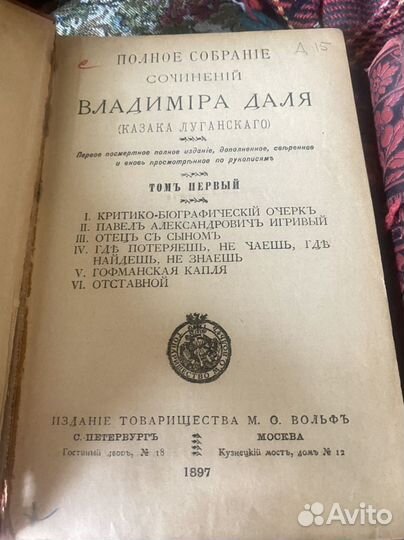 Д 15
ПОЛНОЕ СОБРАНІЕ
СОЧИНЕНІЙ
ВЛАДИМІРА ДАЛЯ
(КАЗАКА ЛУГАНСКАГО)
Первое посмертное полное изданіе, дополненное, свѣренное
и вновь просмотрѣнное по рукописямъ
ТОМЪ ПЕРВЫЙ
I. КРИТИКО-БІОГРАФИЧЕСКІЙ ОЧЕРКЪ
II. ПАВЕЛЪ АЛЕКСАНДРОВИЧЪ ИГРИВЫЙ
III. ОТЕЦЪ СЪ СЫНОМЪ
IV. ГДѢ ПОТЕРЯЕШЬ, НЕ ЧАЕШЬ, ГДѢ
НАЙДЕШЬ, НЕ ЗНАЕШЬ
V. ГОФМАНСКАЯ КАПЛЯ
VI. ОТСТАВНОЙ
ИЗДАНІЕ ТОВАРИЩЕСТВА М. О. ВОЛЬФЪ
С.-ПЕТЕРБУРГЪ МОСКВА
Гостиный дворъ, № 18 Кузнецкій мостъ, домъ № 12
1897
Avito